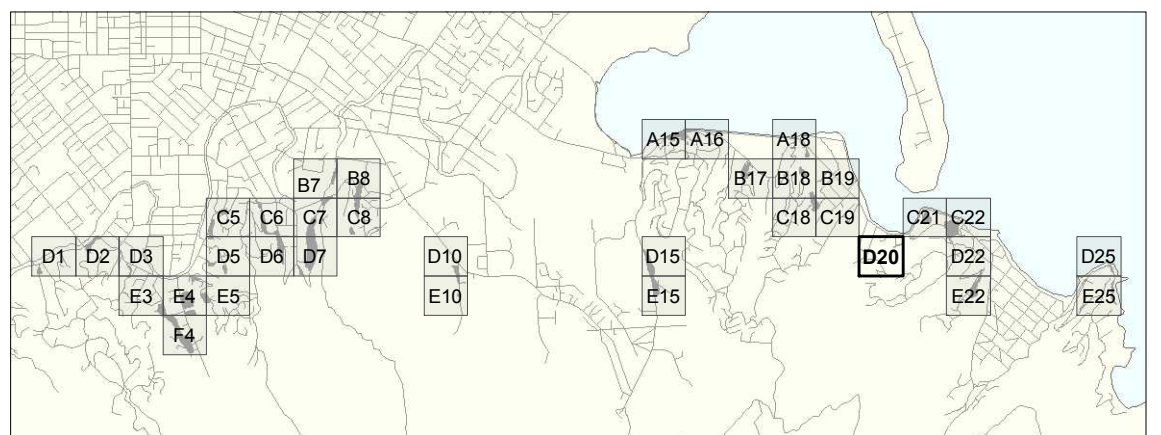 A15 A16 A18
B7 B8 B17 B18 B19
C5 C6 C7 C8 C18 C19 C21 C22
D1 D2 D3 D5 D6 D7 D10 D15 D20 D22 D25
E3 E4 E5 E10 E15 E22 E25
F4